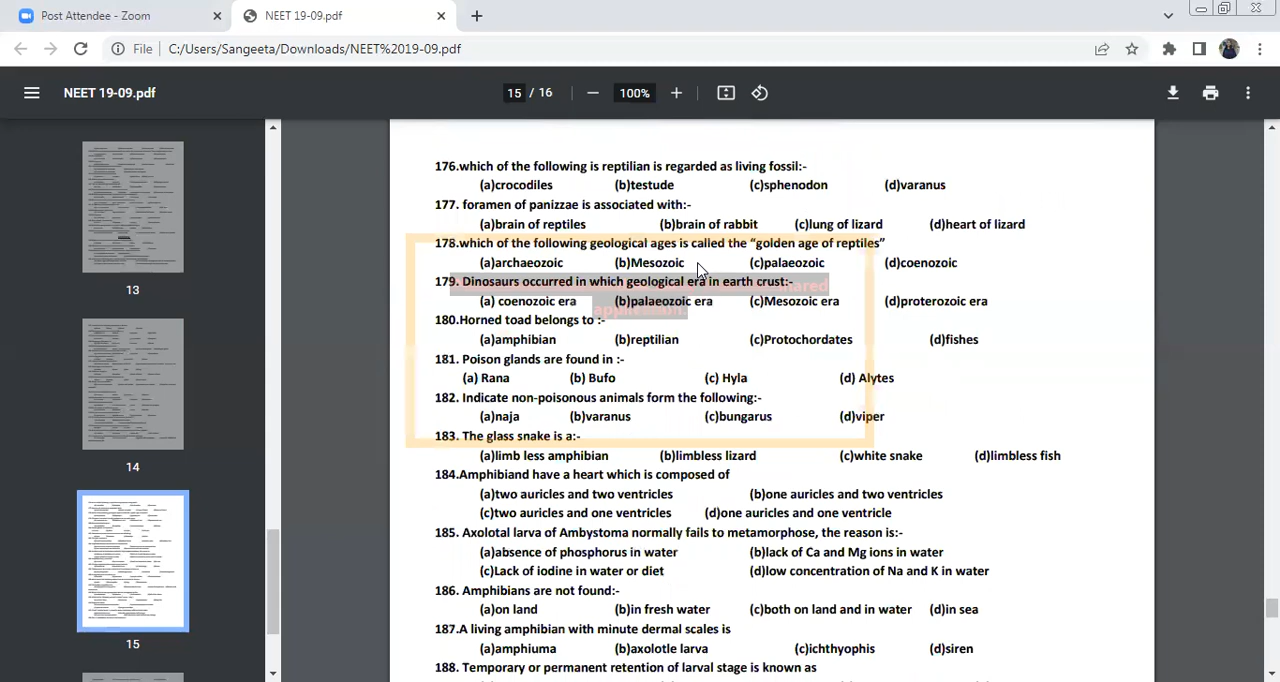 Post Attendee - Zoom
NEET 19-09.pdf
File
C:/Users/Sangeeta/Downloads/NEET%2019-09.pdf
NEET 19-09.pdf
15 / 16
100%
13
14
15
176.which of the following is reptilian is regarded as living fossil:-
(a)crocodiles (b)testude (c)sphenodon (d)varanus
177. foramen of panizzae is associated with:-
(a)brain of reptiles (b)brain of rabbit (c)lung of lizard (d)heart of lizard
178.which of the following geological ages is called the “golden age of reptiles”
(a)archaeozoic (b)Mesozoic (c)palaeozoic (d)coenozoic
179. Dinosaurs occurred in which geological era in earth crust:-
shared
(a) coenozoic era (b)palaeozoic era (c)Mesozoic era (d)proterozoic era
application.
180.Horned toad belongs to :-
(a)amphibian (b)reptilian (c)Protochordates (d)fishes
181. Poison glands are found in :-
(a) Rana (b) Bufo (c) Hyla (d) Alytes
182. Indicate non-poisonous animals form the following:-
(a)naja (b)varanus (c)bungarus (d)viper
183. The glass snake is a:-
(a)limb less amphibian (b)limbless lizard (c)white snake (d)limbless fish
184.Amphibiand have a heart which is composed of
(a)two auricles and two ventricles (b)one auricles and two ventricles
(c)two auricles and one ventricles (d)one auricles and one ventricle
185. Axolotal larva of Ambystoma normally fails to metamorphose, the reason is:-
(a)absence of phosphorus in water (b)lack of Ca and Mg ions in water
(c)Lack of iodine in water or diet (d)low concentration of Na and K in water
186. Amphibians are not found:-
(a)on land (b)in fresh water (c)both on land and in water (d)in sea
187.A living amphibian with minute dermal scales is
(a)amphiuma (b)axolotle larva (c)ichthyophis (d)siren
188. Temporary or permanent retention of larval stage is known as